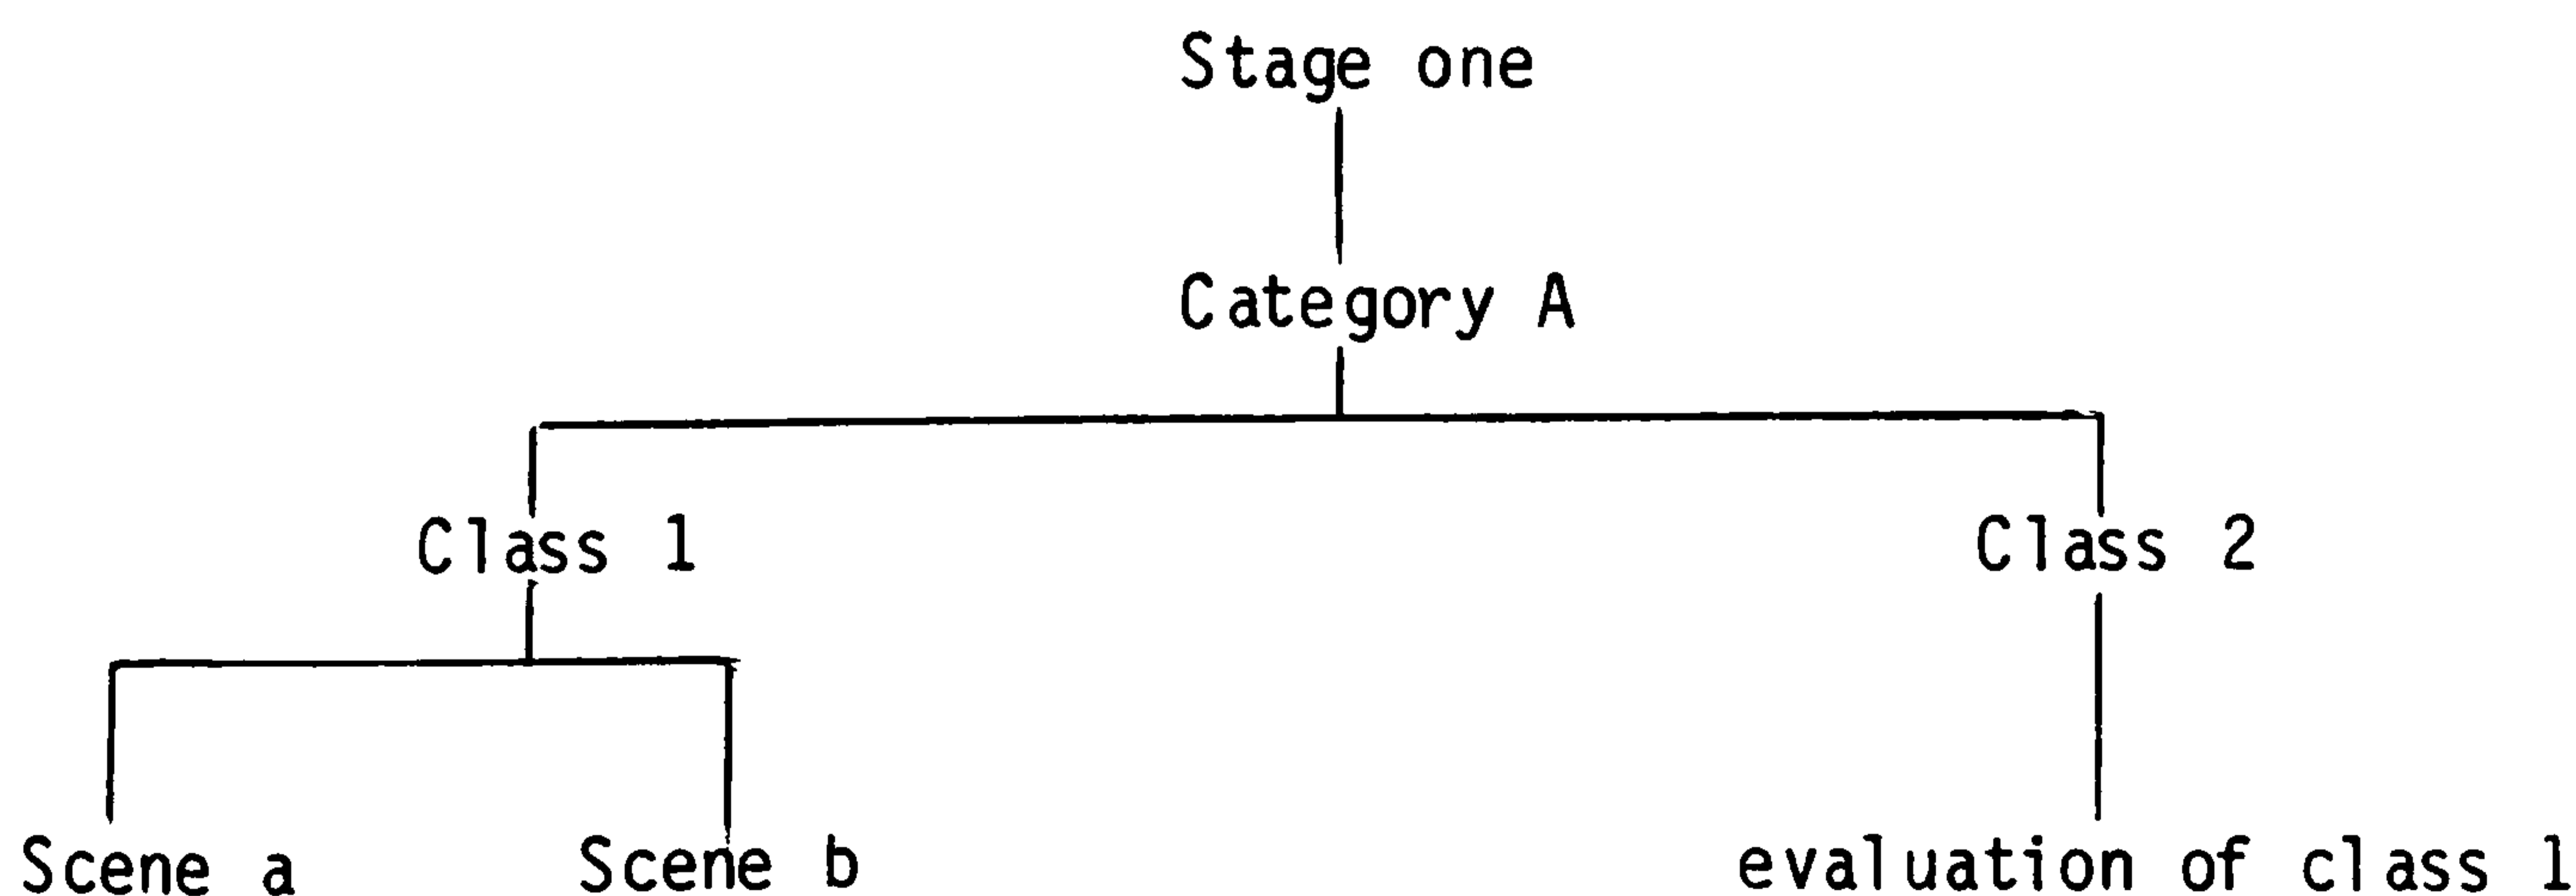 Stage one
Category A
Class 1 Class 2
Scene a Scene b evaluation of class 1